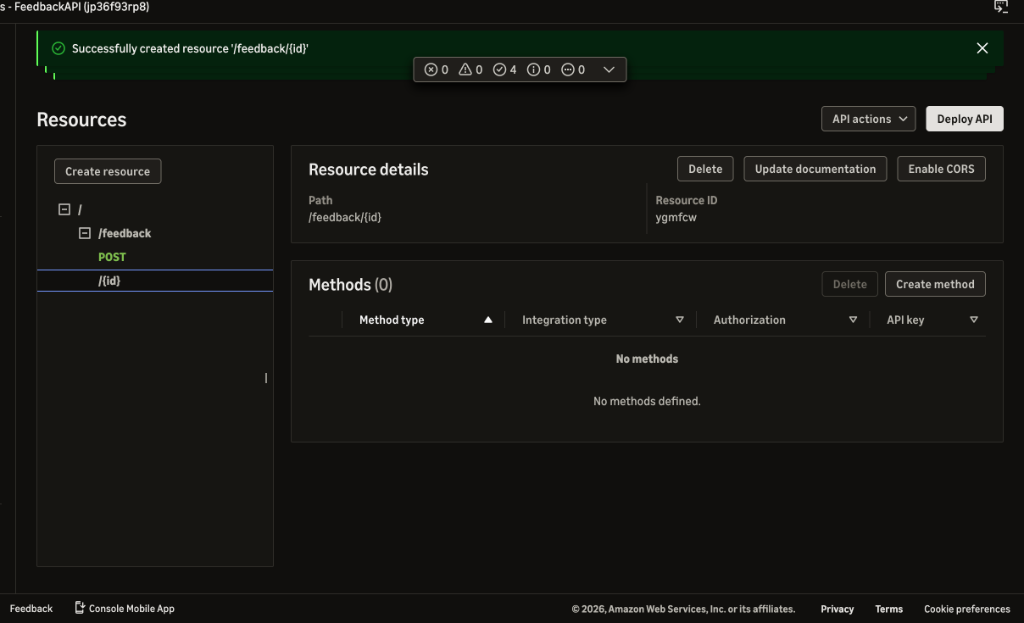 s - FeedbackAPI (jp36f93rp8)
Successfully created resource '/feedback/{id}'
0 0 4 0 0
Resources
API actions
Deploy API
Create resource
/
/feedback
POST
/{id}
Resource details
Delete
Update documentation
Enable CORS
Path
/feedback/{id}
Resource ID
ygmfcw
Methods (0)
Delete
Create method
Method type
Integration type
Authorization
API key
No methods
No methods defined.
Feedback
Console Mobile App
© 2026, Amazon Web Services, Inc. or its affiliates.
Privacy
Terms
Cookie preferences